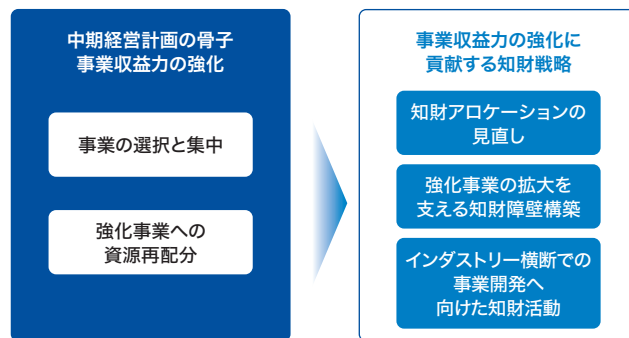 中期経営計画の骨子
事業収益力の強化
事業の選択と集中
強化事業への
資源再配分
事業収益力の強化に
貢献する知財戦略
知財アロケーションの
見直し
強化事業の拡大を
支える知財障壁構築
インダストリー横断での
事業開発へ
向けた知財活動